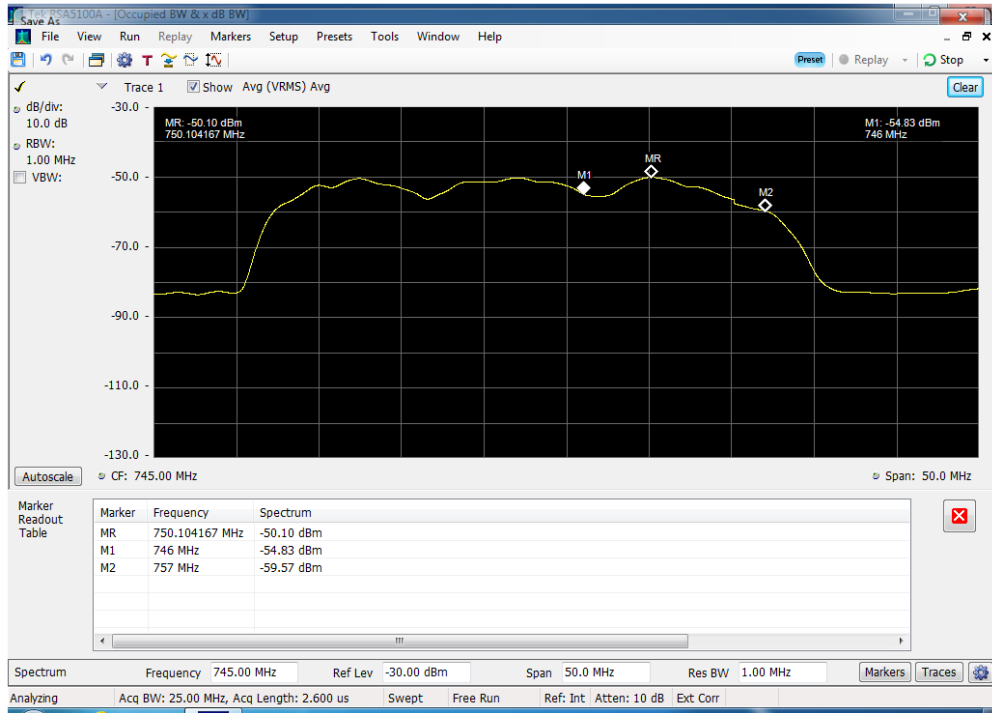 Tek RSA5100A - [Occupied BW & x dB BW]
Save As
File View Run Replay Markers Setup Presets Tools Window Help
T Preset Replay Stop
Trace 1 Show Avg (VRMS) Avg Clear
dB/div:
10.0 dB
RBW:
1.00 MHz
VBW:
-30.0 -
-50.0 -
-70.0 -
-90.0 -
-110.0 -
-130.0 -
MR: -50.10 dBm
750.104167 MHz
M1: -54.83 dBm
746 MHz
M1
MR
M2
Autoscale CF: 745.00 MHz Span: 50.0 MHz
Marker
Readout
Table
Marker Frequency Spectrum
MR 750.104167 MHz -50.10 dBm
M1 746 MHz -54.83 dBm
M2 757 MHz -59.57 dBm
Spectrum Frequency 745.00 MHz Ref Lev -30.00 dBm Span 50.0 MHz Res BW 1.00 MHz Markers Traces
Analyzing Acq BW: 25.00 MHz, Acq Length: 2.600 us Swept Free Run Ref: Int Atten: 10 dB Ext Corr